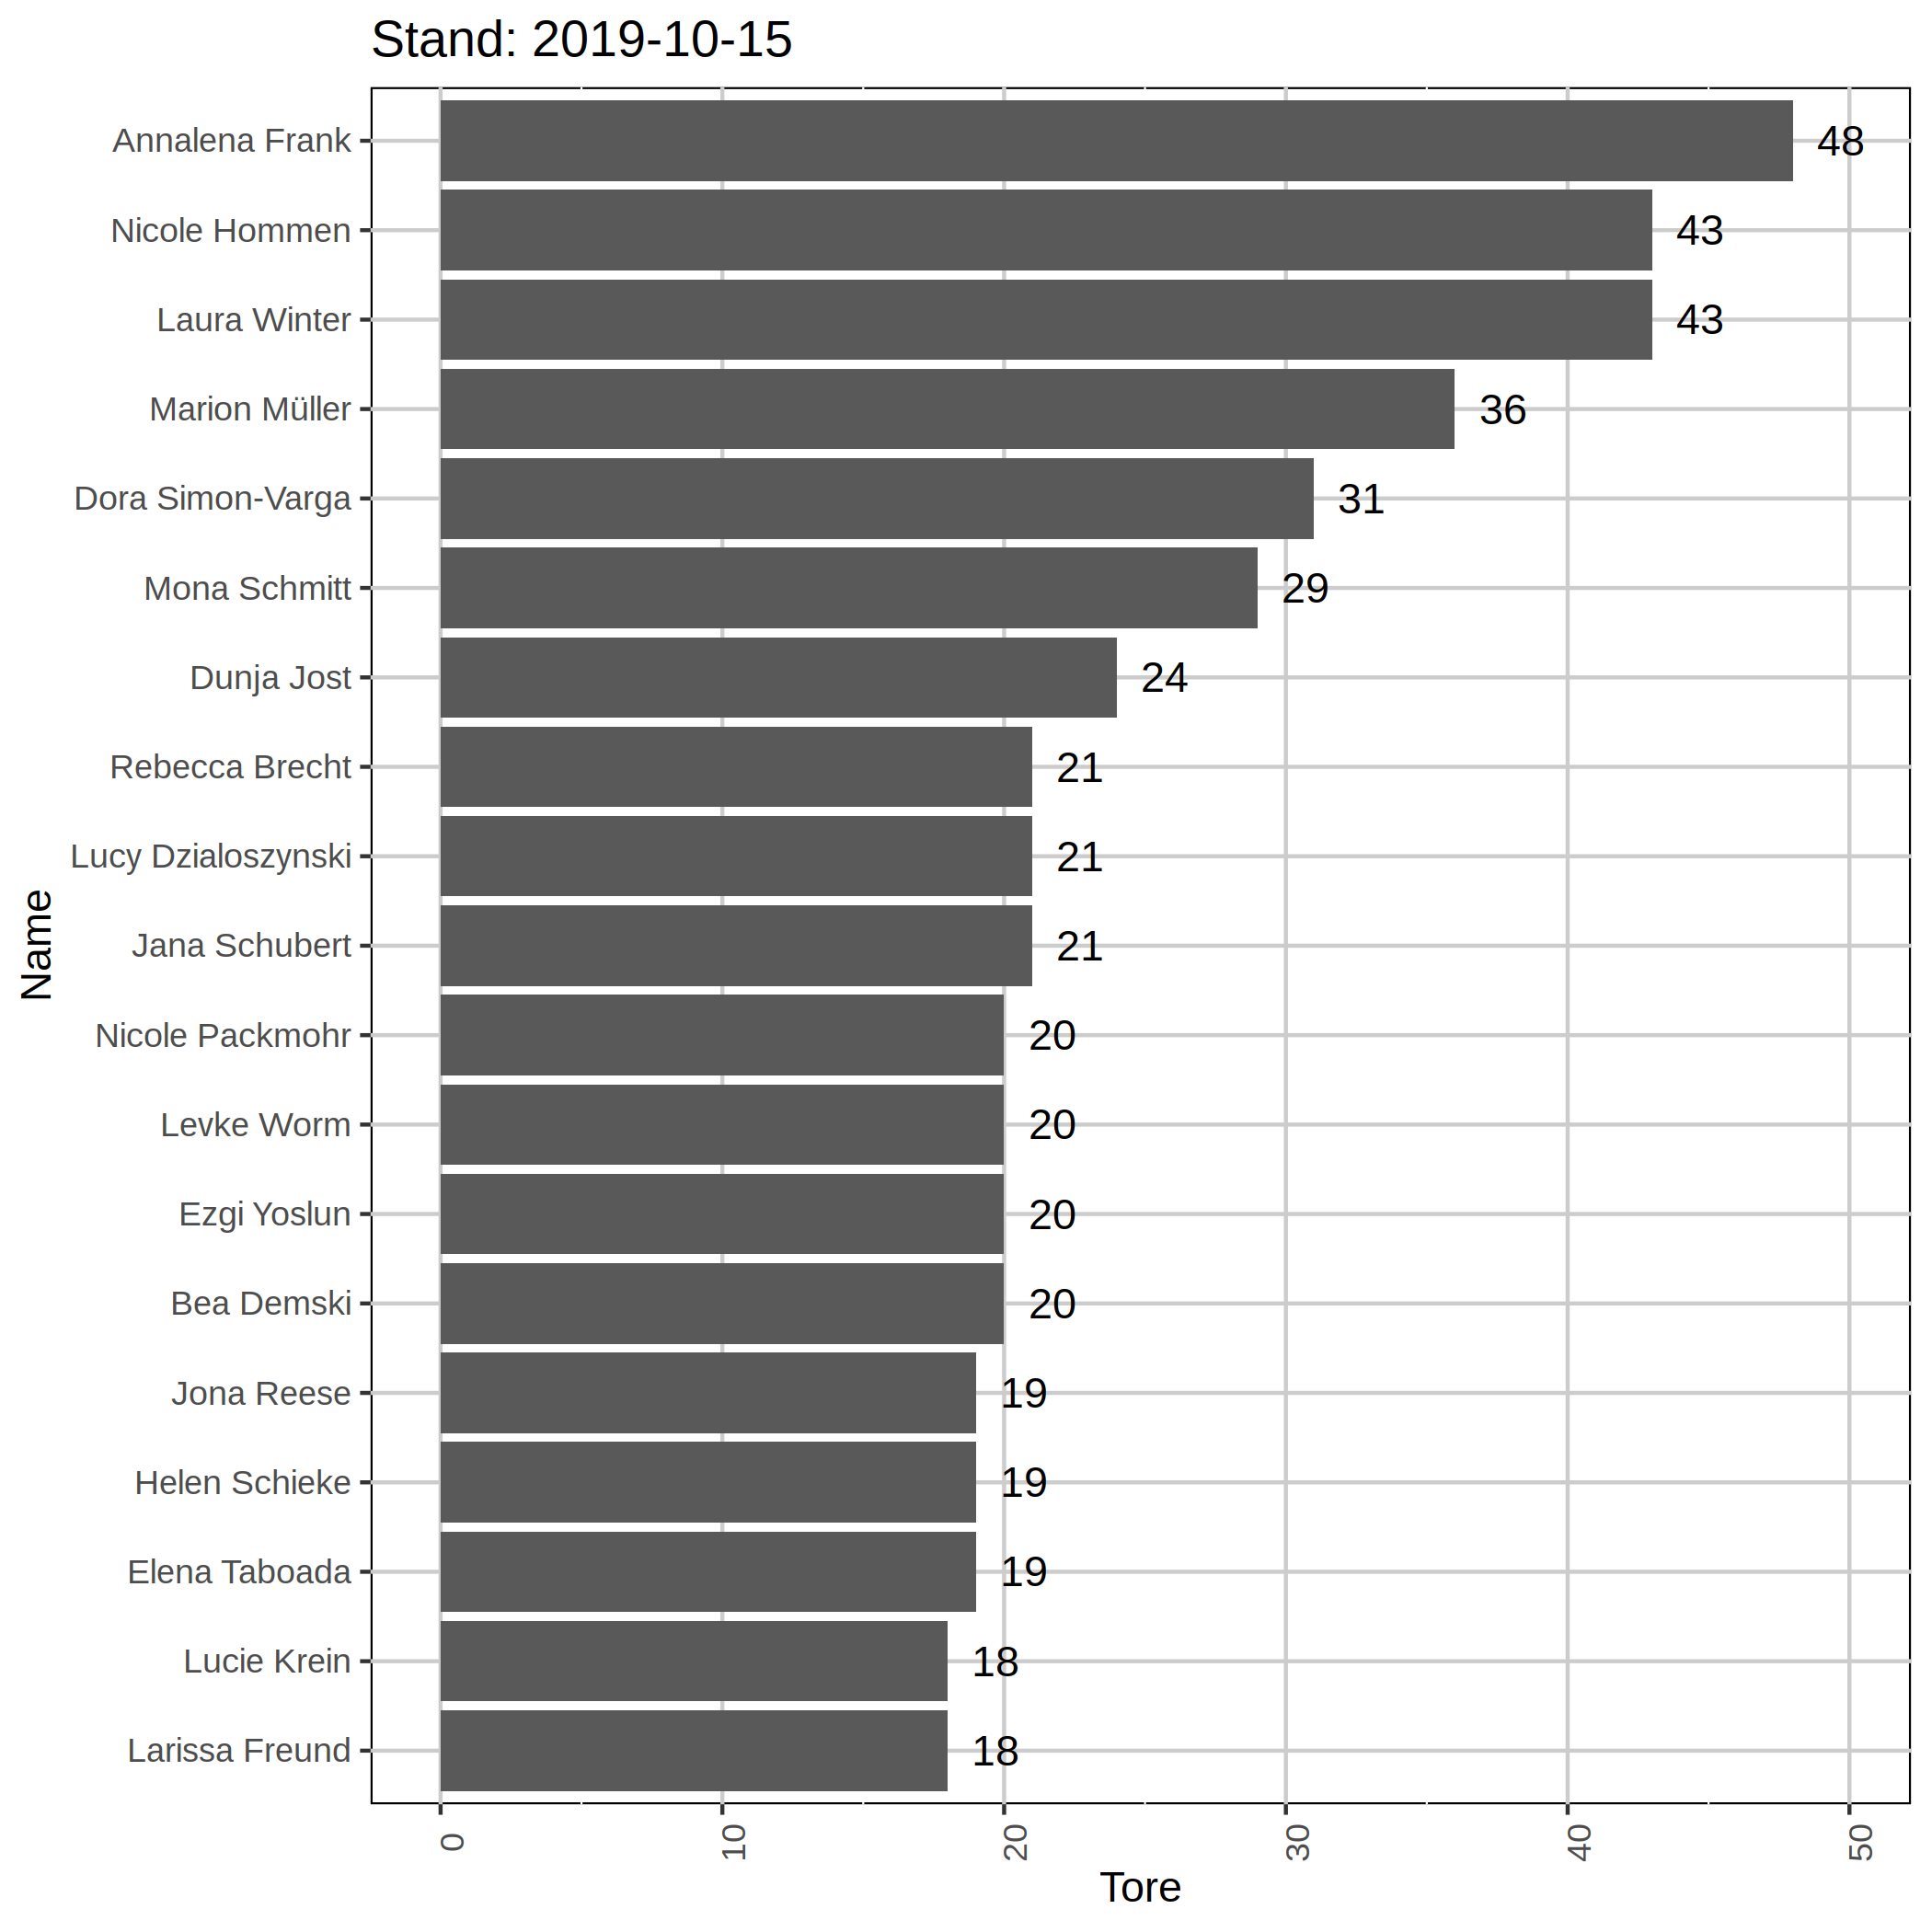 Stand: 2019-10-15
Name
Annalena Frank 48
Nicole Hommen 43
Laura Winter 43
Marion Müller 36
Dora Simon-Varga 31
Mona Schmitt 29
Dunja Jost 24
Rebecca Brecht 21
Lucy Dzialoszynski 21
Jana Schubert 21
Nicole Packmohr 20
Levke Worm 20
Ezgi Yoslun 20
Bea Demski 20
Jona Reese 19
Helen Schieke 19
Elena Taboada 19
Lucie Krein 18
Larissa Freund 18
0 10 20 30 40 50
Tore